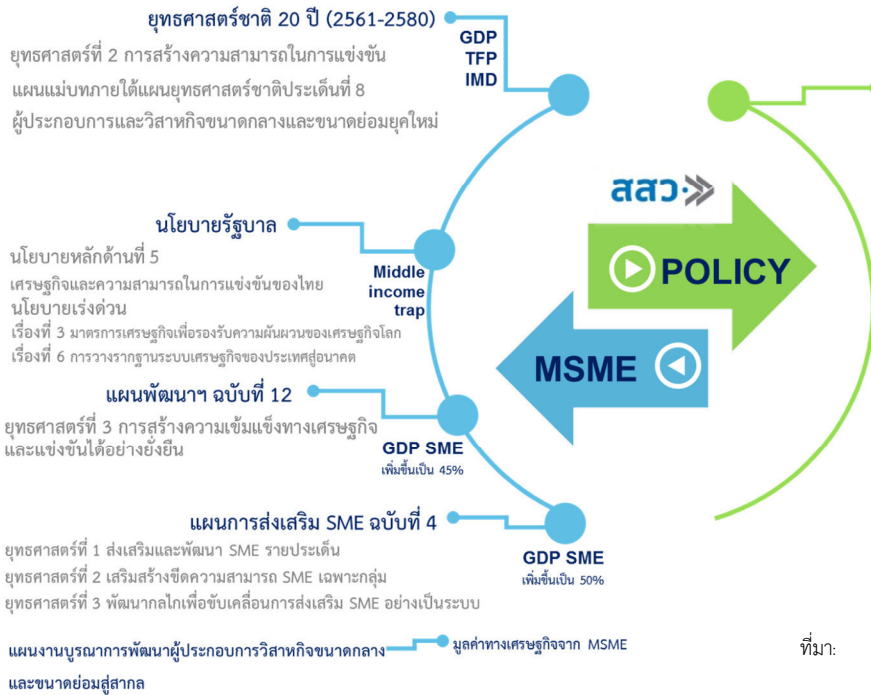 ยุทธศาสตร์ชาติ 20 ปี (2561-2580)
GDP
TFP
IMD
ยุทธศาสตร์ที่ 2 การสร้างความสามารถในการแข่งขัน
แผนแม่บทภายใต้แผนยุทธศาสตร์ชาติประเด็นที่ 8
ผู้ประกอบการและวิสาหกิจขนาดกลางและขนาดย่อมยุคใหม่
สสว.
POLICY
MSME
นโยบายรัฐบาล
นโยบายหลักด้านที่ 5
เศรษฐกิจและความสามารถในการแข่งขันของไทย
นโยบายเร่งด่วน
เรื่องที่ 3 มาตรการเศรษฐกิจเพื่อรองรับความผันผวนของเศรษฐกิจโลก
เรื่องที่ 6 การวางรากฐานระบบเศรษฐกิจของประเทศสู่อนาคต
Middle
income
trap
แผนพัฒนาฯ ฉบับที่ 12
ยุทธศาสตร์ที่ 3 การสร้างความเข้มแข็งทางเศรษฐกิจ
และแข่งขันได้อย่างยั่งยืน
GDP SME
เพิ่มขึ้นเป็น 45%
แผนการส่งเสริม SME ฉบับที่ 4
ยุทธศาสตร์ที่ 1 ส่งเสริมและพัฒนา SME รายประเด็น
ยุทธศาสตร์ที่ 2 เสริมสร้างขีดความสามารถ SME เฉพาะกลุ่ม
ยุทธศาสตร์ที่ 3 พัฒนากลไกเพื่อขับเคลื่อนการส่งเสริม SME อย่างเป็นระบบ
GDP SME
เพิ่มขึ้นเป็น 50%
แผนงานบูรณาการพัฒนาผู้ประกอบการวิสาหกิจขนาดกลาง
และขนาดย่อมสู่สากล
มูลค่าทางเศรษฐกิจจาก MSME
ที่มา: